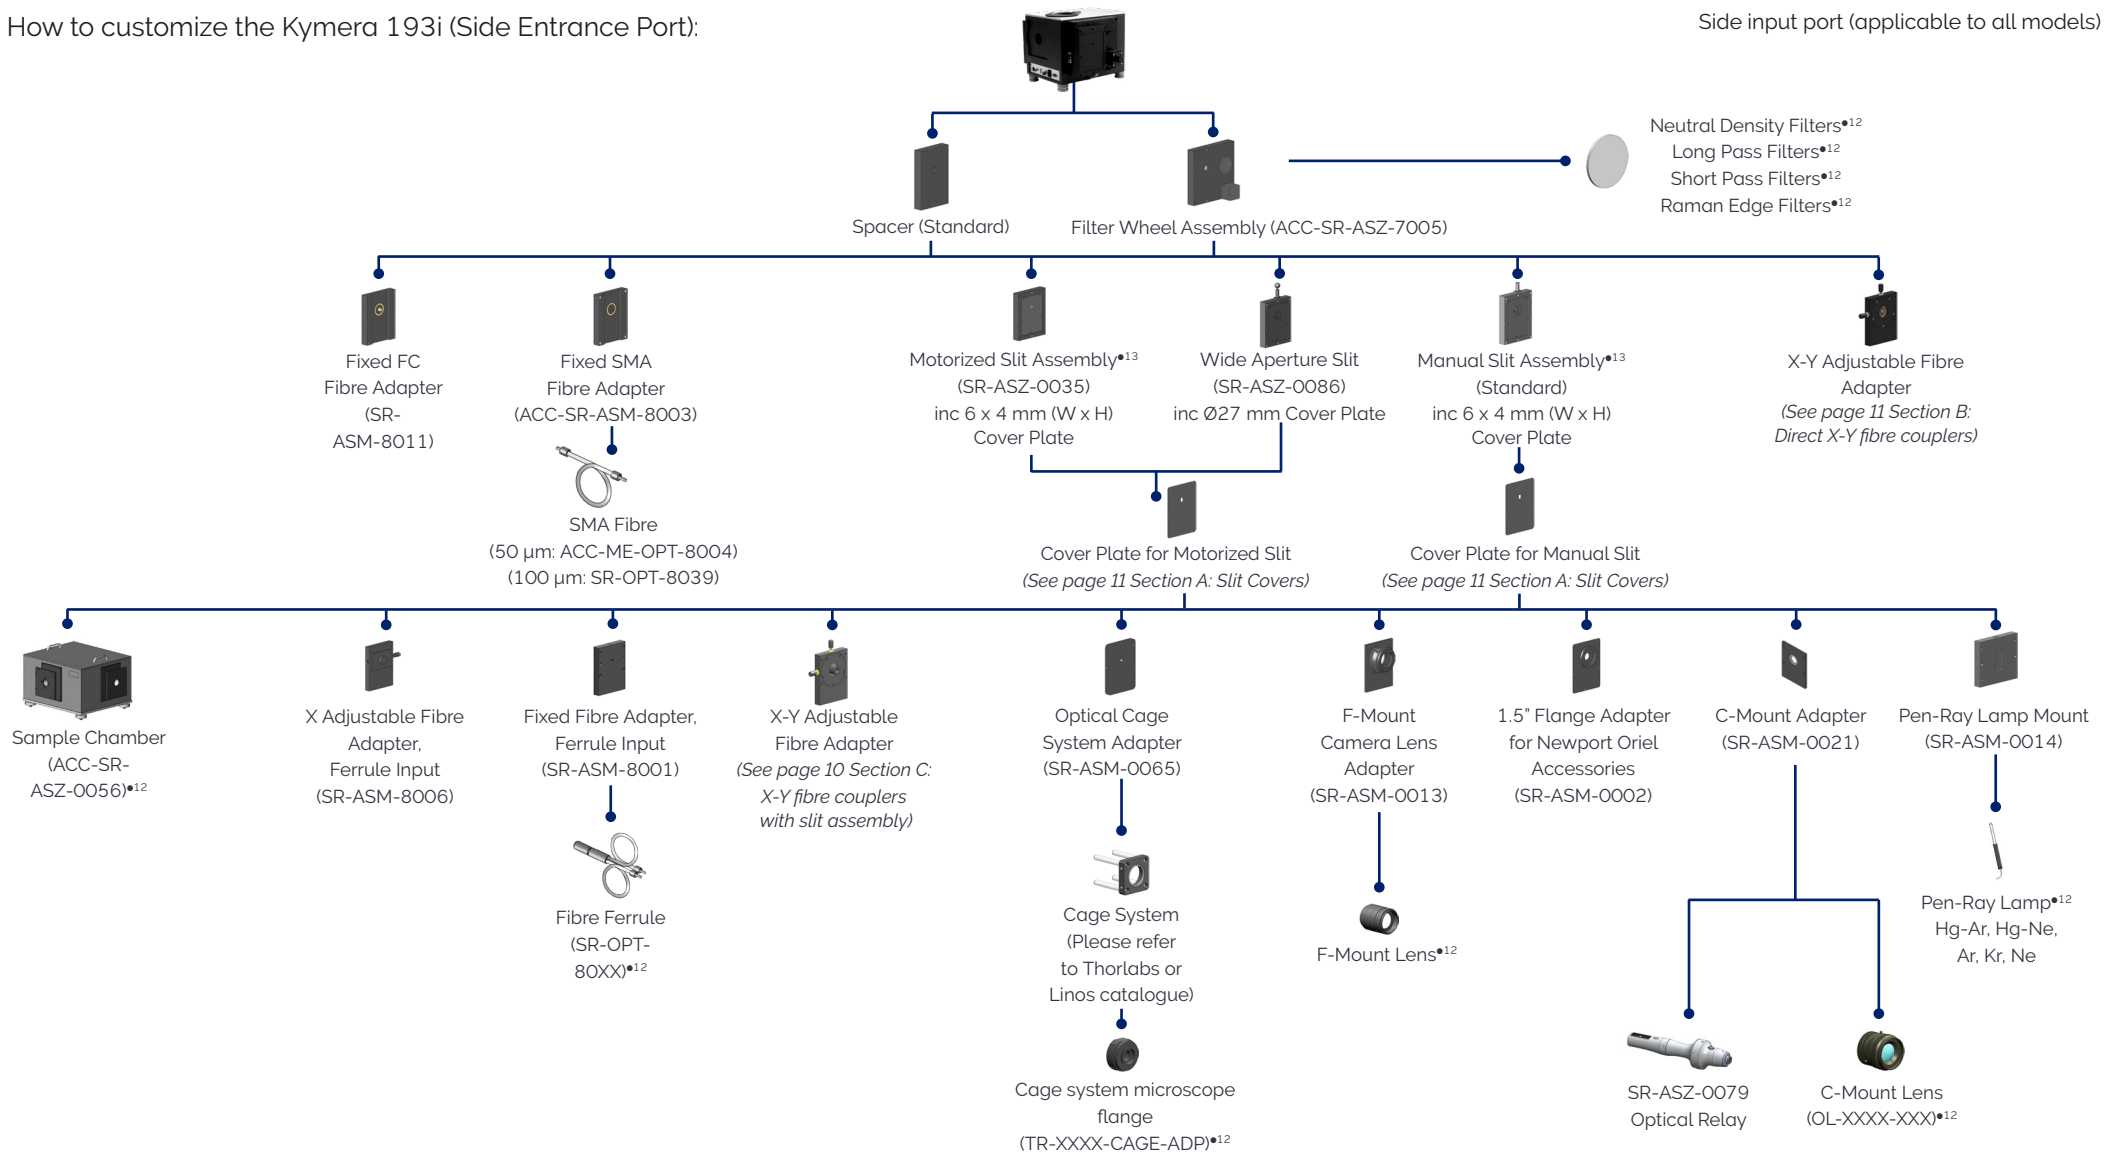 How to customize the Kymera 193i (Side Entrance Port):
Side input port (applicable to all models)
Neutral Density Filters•12
Long Pass Filters•12
Short Pass Filters•12
Raman Edge Filters•12
Spacer (Standard)
Filter Wheel Assembly (ACC-SR-ASZ-7005)
Fixed FC
Fibre Adapter
(SR-
ASM-8011)
Fixed SMA
Fibre Adapter
(ACC-SR-ASM-8003)
Motorized Slit Assembly•13
(SR-ASZ-0035)
inc 6 x 4 mm (W x H)
Cover Plate
Wide Aperture Slit
(SR-ASZ-0086)
inc Ø27 mm Cover Plate
Manual Slit Assembly•13
(Standard)
inc 6 x 4 mm (W x H)
Cover Plate
X-Y Adjustable Fibre
Adapter
(See page 11 Section B:
Direct X-Y fibre couplers)
SMA Fibre
(50 µm: ACC-ME-OPT-8004)
(100 µm: SR-OPT-8039)
Cover Plate for Motorized Slit
(See page 11 Section A: Slit Covers)
Cover Plate for Manual Slit
(See page 11 Section A: Slit Covers)
Sample Chamber
(ACC-SR-
ASZ-0056)•12
X Adjustable Fibre
Adapter,
Ferrule Input
(SR-ASM-8006)
Fixed Fibre Adapter,
Ferrule Input
(SR-ASM-8001)
X-Y Adjustable
Fibre Adapter
(See page 10 Section C:
X-Y fibre couplers
with slit assembly)
Optical Cage
System Adapter
(SR-ASM-0065)
F-Mount
Camera Lens
Adapter
(SR-ASM-0013)
1.5" Flange Adapter
for Newport Oriel
Accessories
(SR-ASM-0002)
C-Mount Adapter
(SR-ASM-0021)
Pen-Ray Lamp Mount
(SR-ASM-0014)
Fibre Ferrule
(SR-OPT-
80XX)•12
Cage System
(Please refer
to Thorlabs or
Linos catalogue)
F-Mount Lens•12
Pen-Ray Lamp•12
Hg-Ar, Hg-Ne,
Ar, Kr, Ne
Cage system microscope
flange
(TR-XXXX-CAGE-ADP)•12
SR-ASZ-0079
Optical Relay
C-Mount Lens
(OL-XXXX-XXX)•12